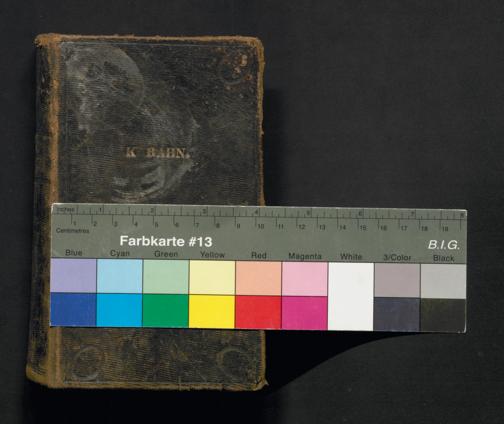 K BAHN.
Inches 1 2 3 4 5 6 7 8
Centimetres 1 2 3 4 5 6 7 8 9 10 11 12 13 14 15 16 17 18 19
Farbkarte #13 B.I.G.
Blue Cyan Green Yellow Red Magenta White 3/Color Black